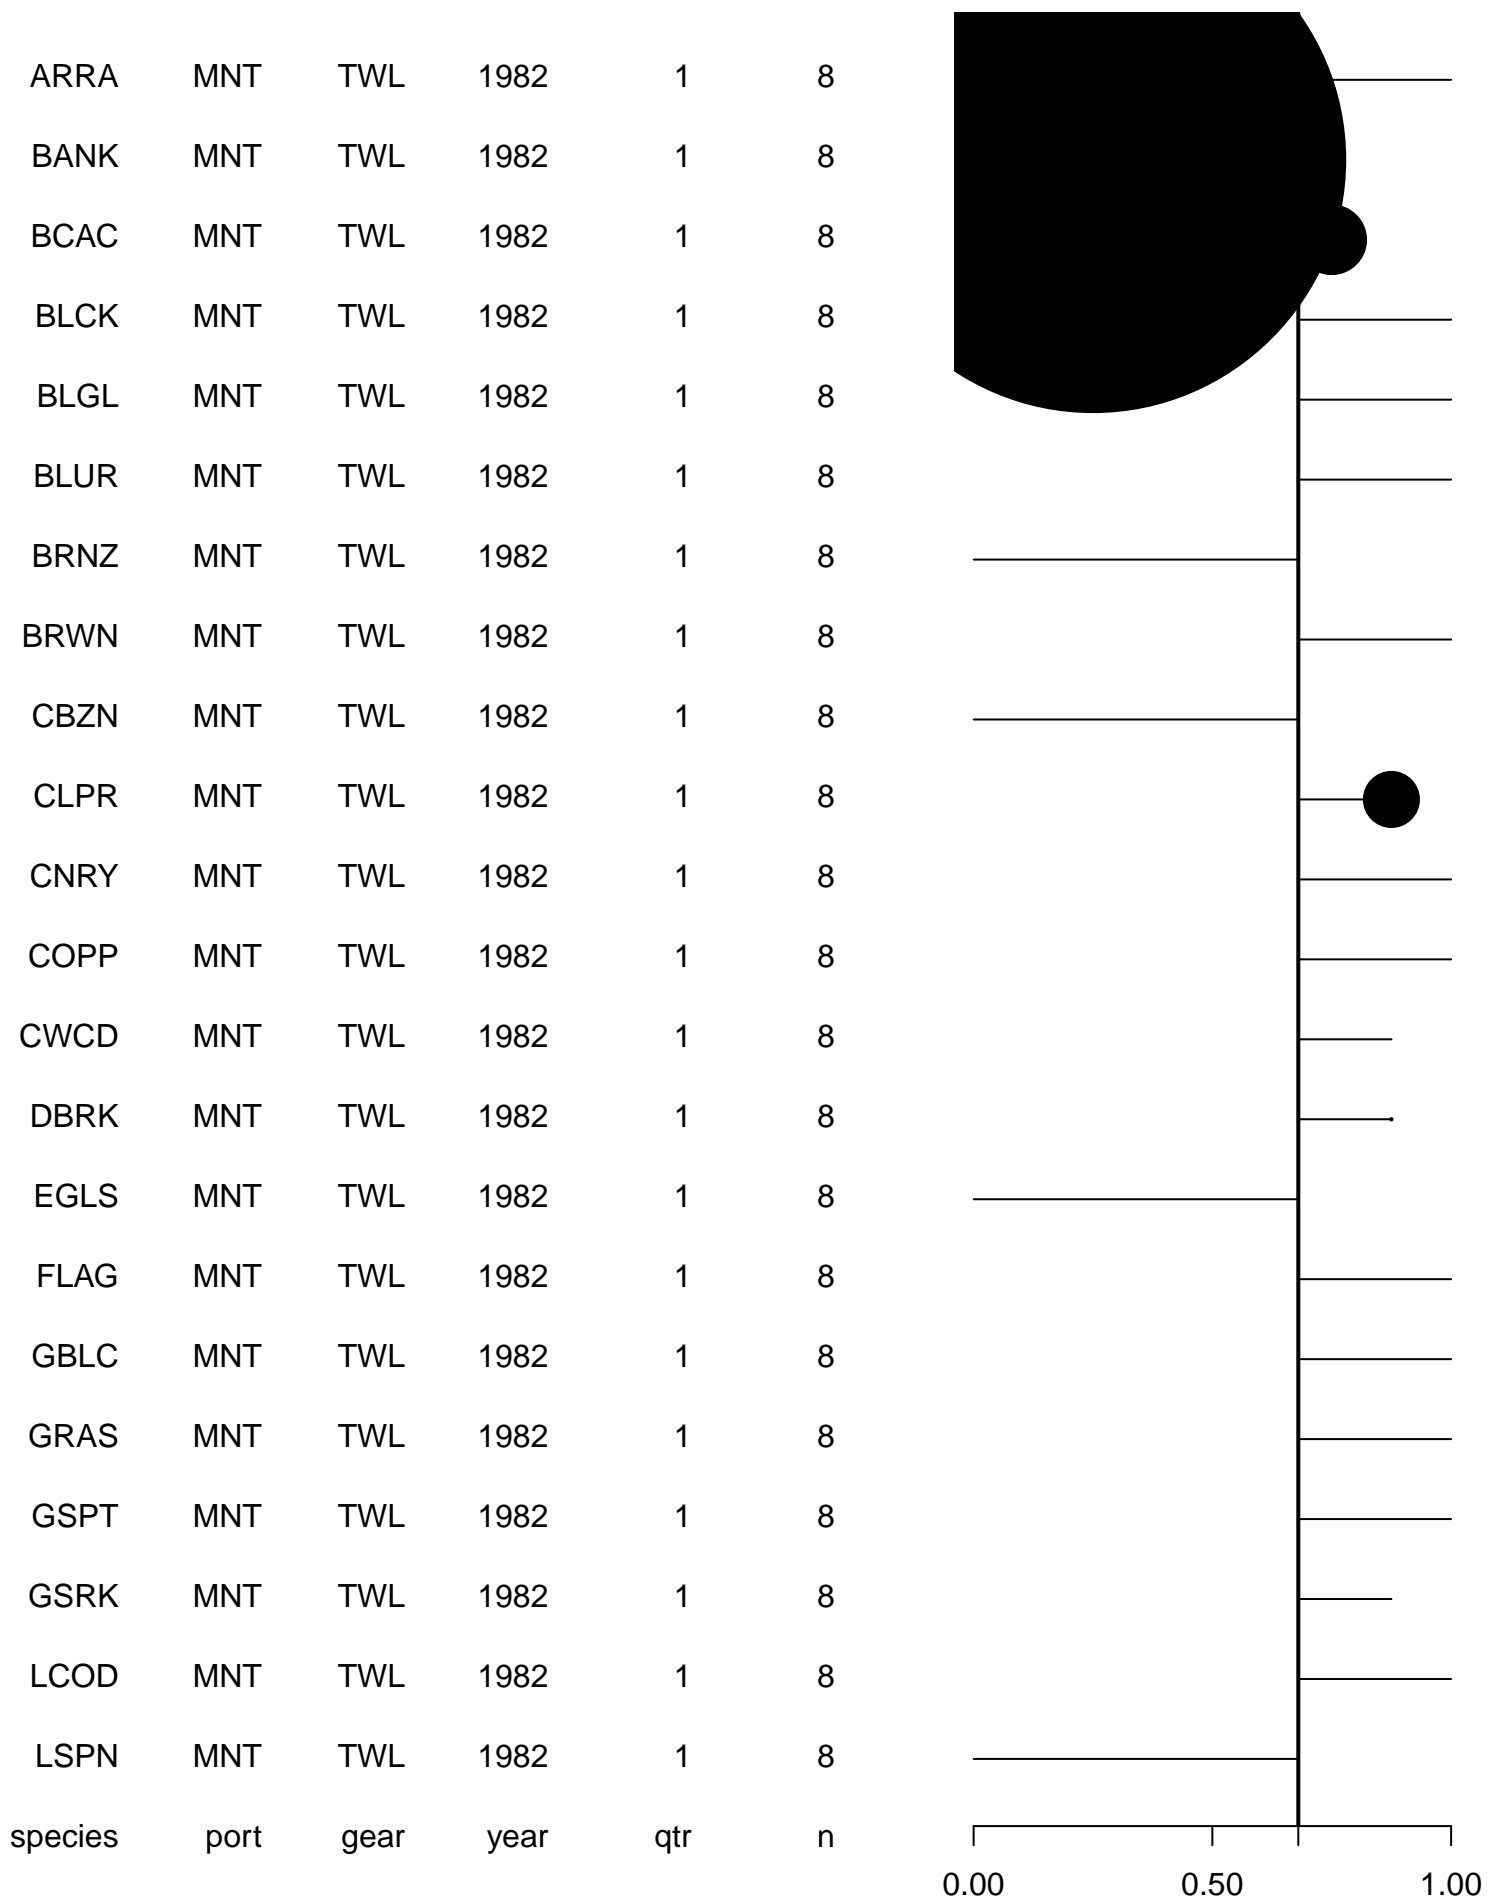 ARRA MNT TWL 1982 1 8
BANK MNT TWL 1982 1 8
BCAC MNT TWL 1982 1 8
BLCK MNT TWL 1982 1 8
BLGL MNT TWL 1982 1 8
BLUR MNT TWL 1982 1 8
BRNZ MNT TWL 1982 1 8
BRWN MNT TWL 1982 1 8
CBZN MNT TWL 1982 1 8
CLPR MNT TWL 1982 1 8
CNRY MNT TWL 1982 1 8
COPP MNT TWL 1982 1 8
CWCD MNT TWL 1982 1 8
DBRK MNT TWL 1982 1 8
EGLS MNT TWL 1982 1 8
FLAG MNT TWL 1982 1 8
GBLC MNT TWL 1982 1 8
GRAS MNT TWL 1982 1 8
GSPT MNT TWL 1982 1 8
GSRK MNT TWL 1982 1 8
LCOD MNT TWL 1982 1 8
LSPN MNT TWL 1982 1 8
species port gear year qtr n
0.00 0.50 1.00